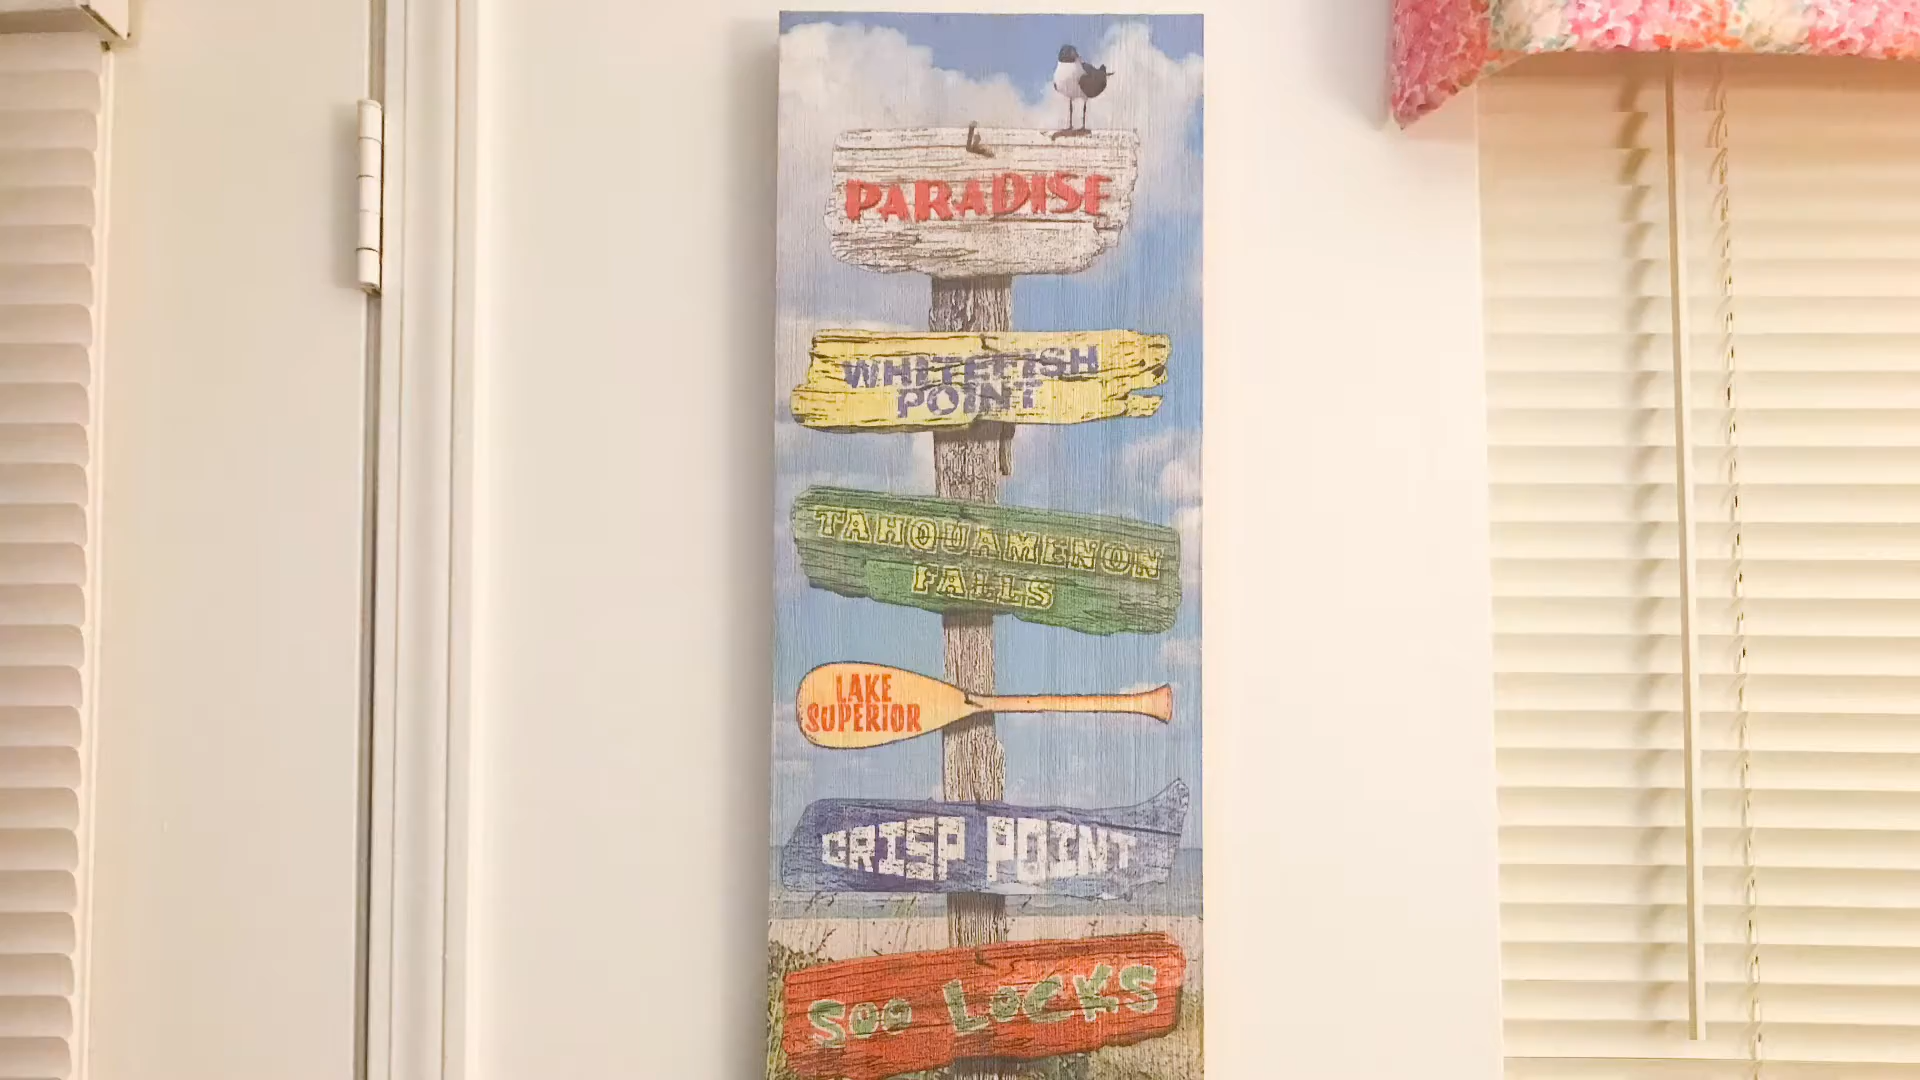 PARADISE
WHITEFISH
POINT
TAHQUAMENON
FALLS
LAKE
SUPERIOR
CRISP POINT
SOO LOCKS